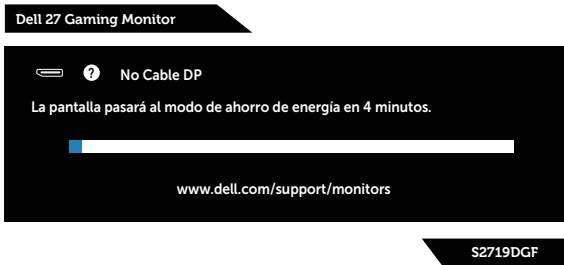 Dell 27 Gaming Monitor
? No Cable DP
La pantalla pasará al modo de ahorro de energía en 4 minutos.
www.dell.com/support/monitors
S2719DGF